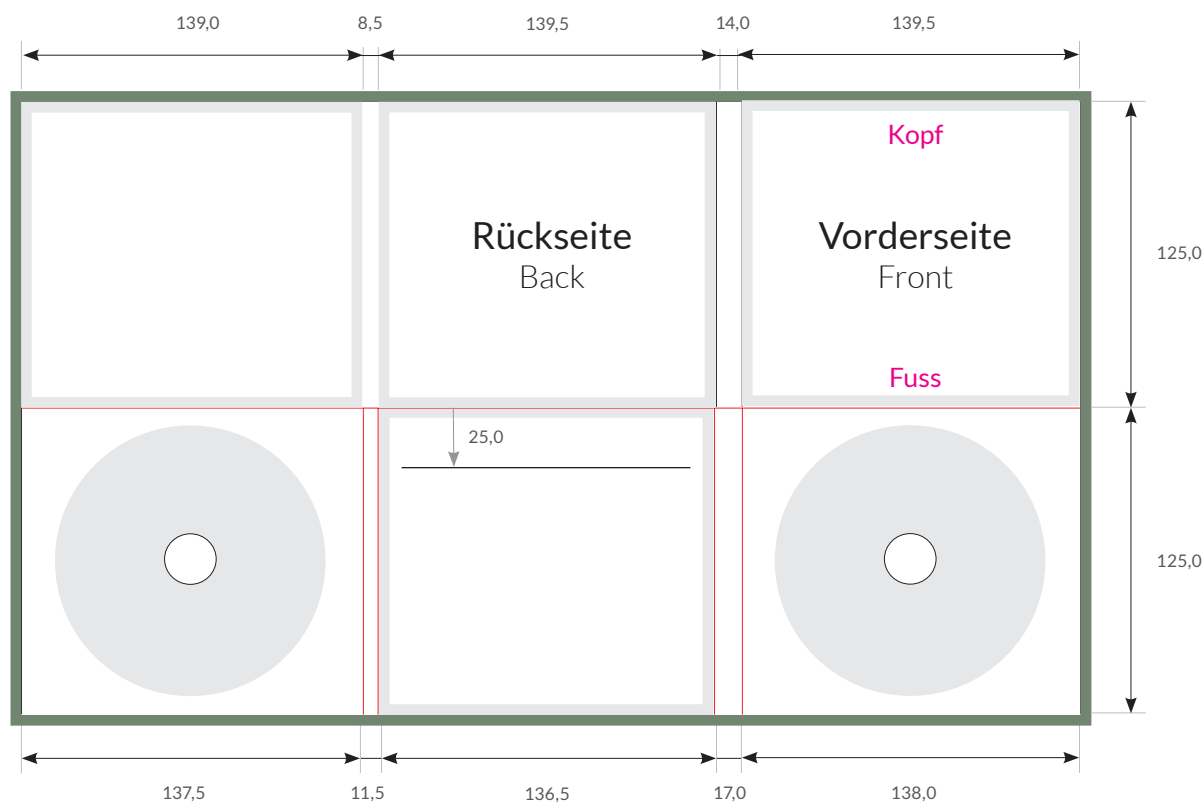 139,0
8,5
139,5
14,0
139,5
Kopf
Rückseite
Back
Vorderseite
Front
125,0
Fuss
25,0
125,0
137,5
11,5
136,5
17,0
138,0